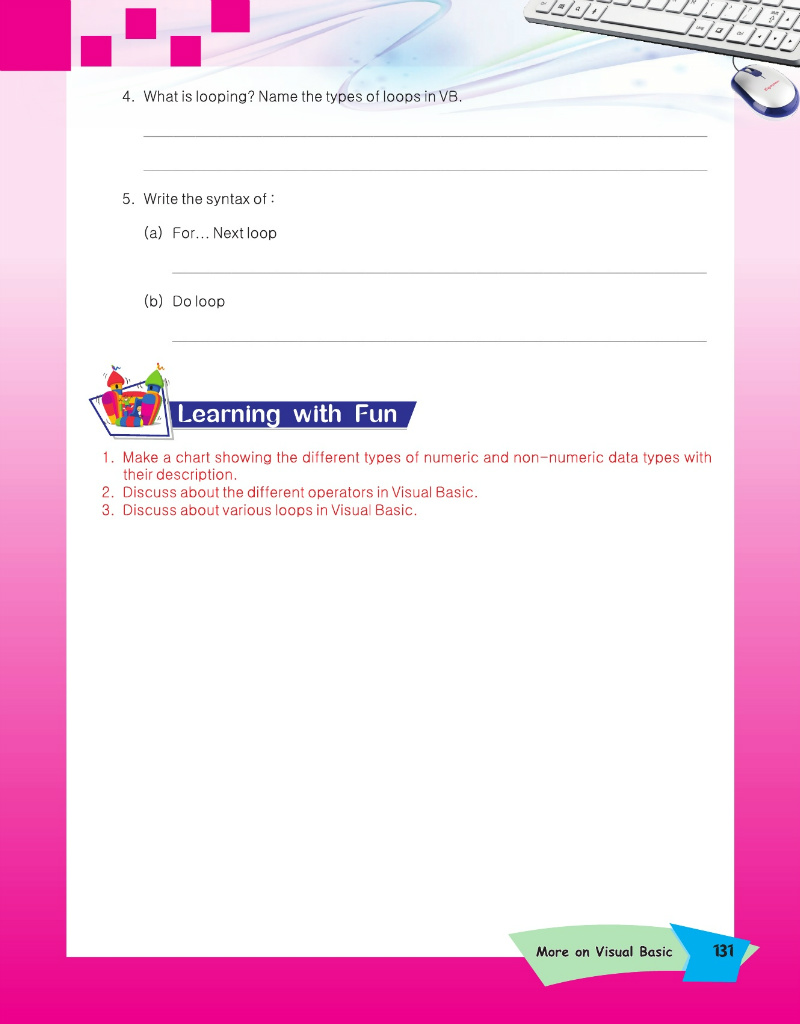 4. What is looping? Name the types of loops in VB.
5. Write the syntax of :
(a) For... Next loop
(b) Do loop
Learning with Fun
1. Make a chart showing the different types of numeric and non-numeric data types with
their description.
2. Discuss about the different operators in Visual Basic.
3. Discuss about various loops in Visual Basic.
More on Visual Basic 131